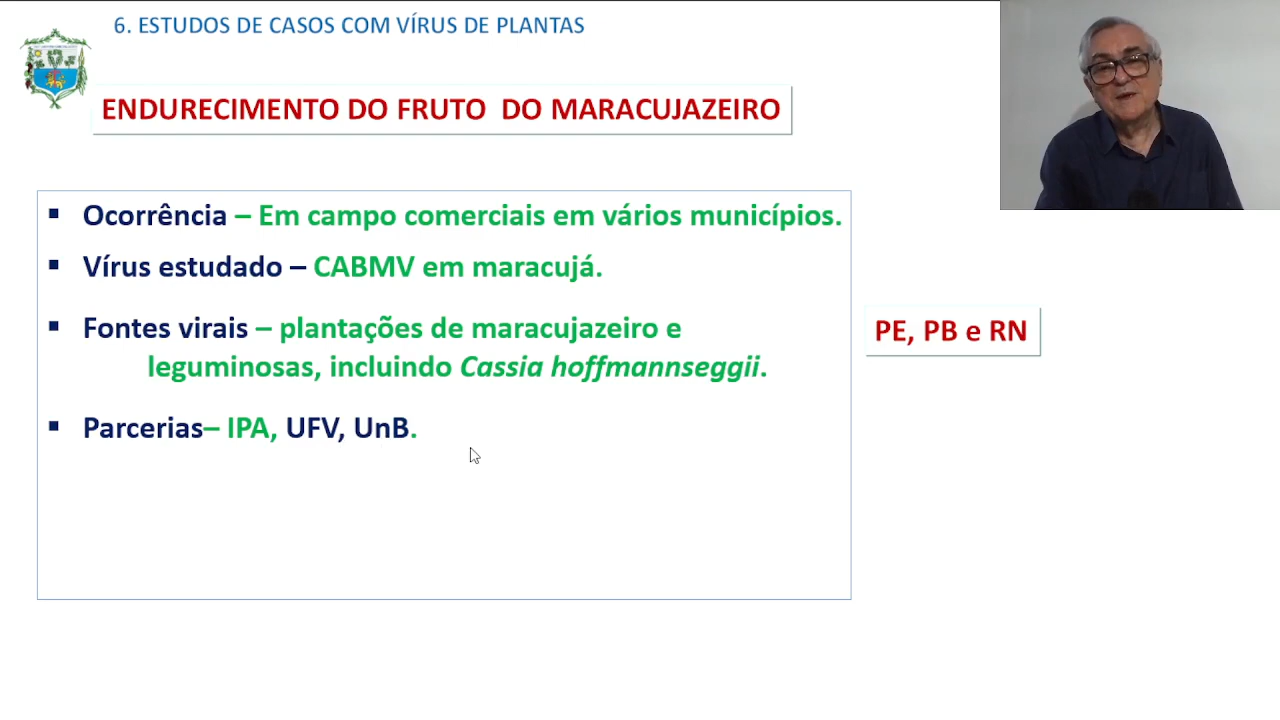 6. ESTUDOS DE CASOS COM VÍRUS DE PLANTAS
ENDURECIMENTO DO FRUTO DO MARACUJAZEIRO
▪ Ocorrência – Em campo comerciais em vários municípios.
▪ Vírus estudado – CABMV em maracujá.
▪ Fontes virais – plantações de maracujazeiro e
leguminosas, incluindo Cassia hoffmannseggii.
PE, PB e RN
▪ Parcerias– IPA, UFV, UnB.